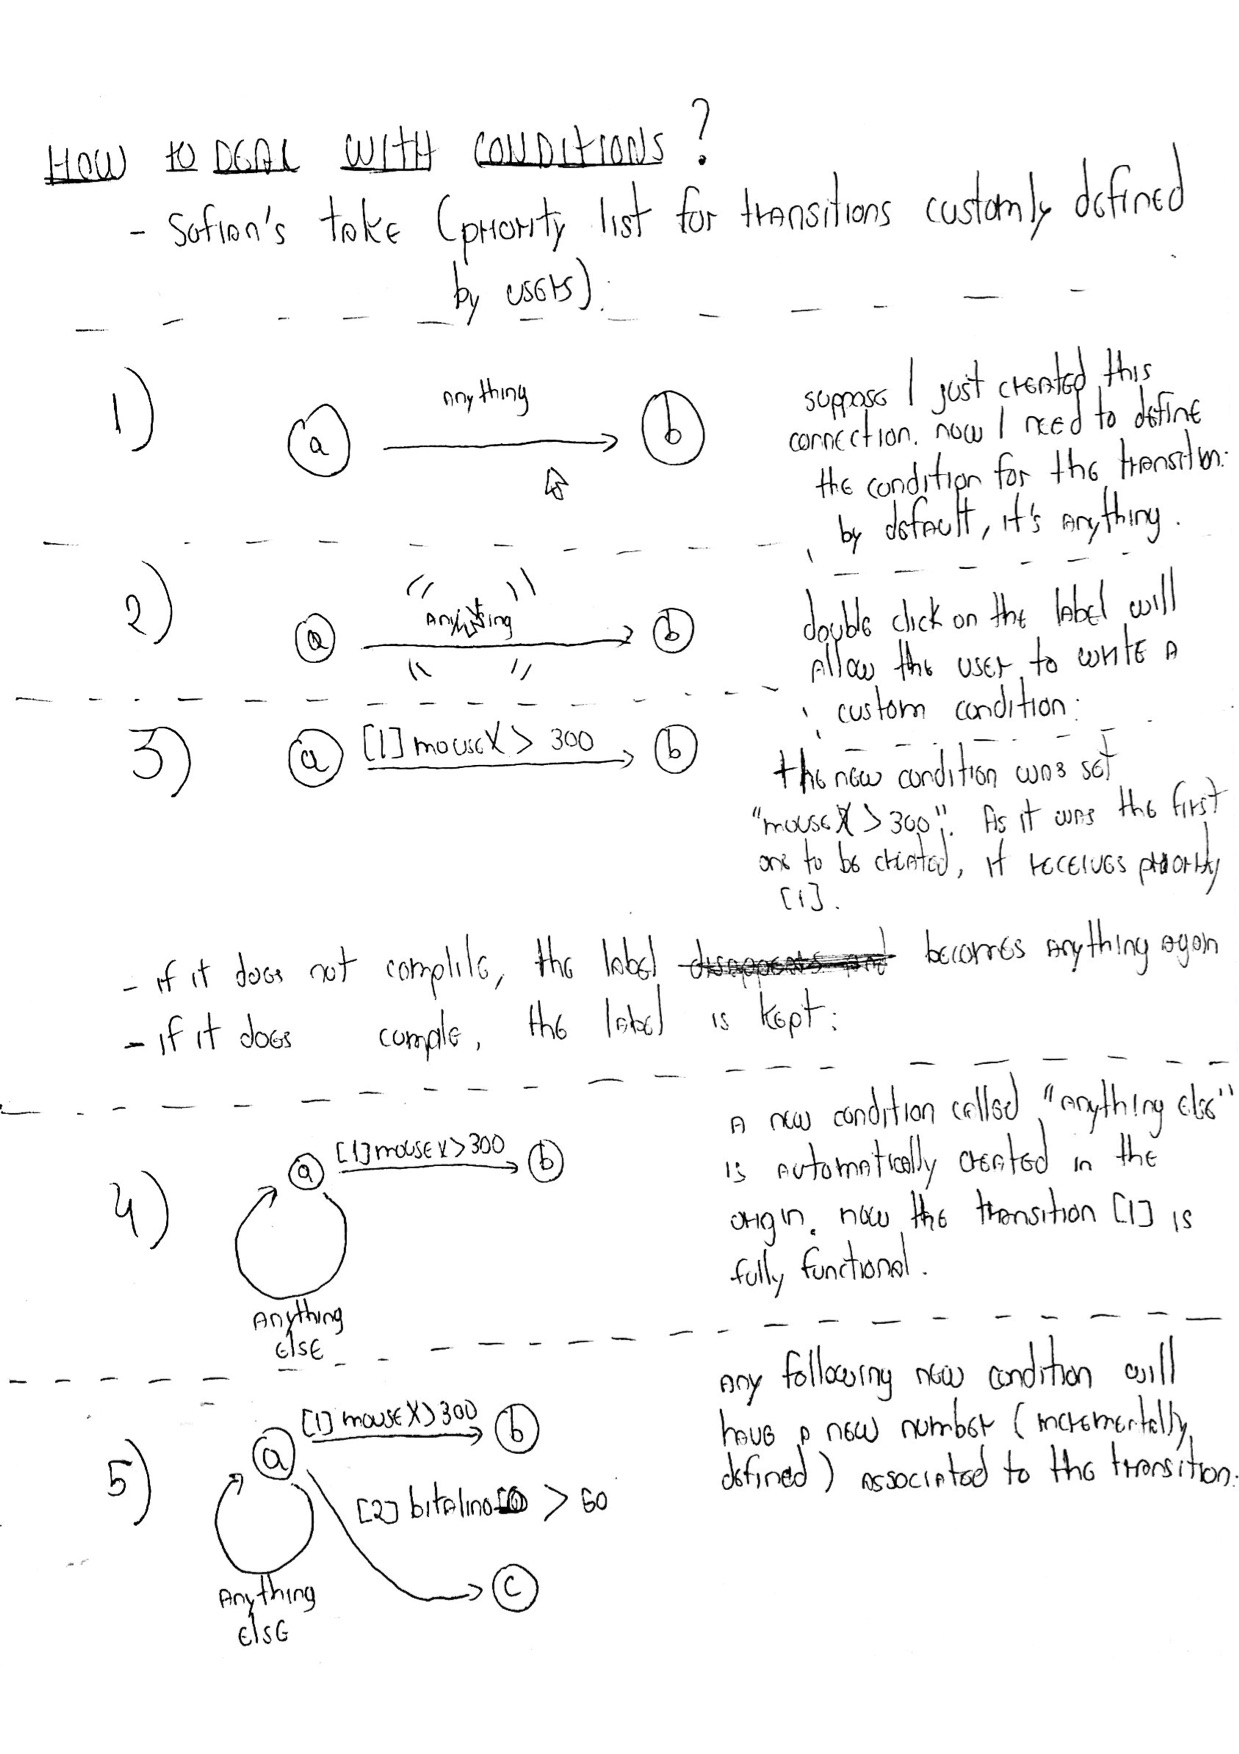 HOW TO DEAL WITH CONDITIONS?
- Sofian's take (priority list for transitions customly defined
by users):
1)
a
anything
b
suppose I just created this
connection. now I need to define
the condition for the transition:
by default, it's anything.
2)
a
Anything
b
double click on the label will
allow the user to write a
custom condition:
3)
a
[1] mouseX > 300
b
the new condition was set
"mouseX > 300". As it was the first
one to be created, it receives priority
[1].
- if it does not complile, the label disappears and becomes anything again
- if it does comple, the label is kept:
4)
a
[1] mouseX > 300
b
Anything
else
A new condition called "anything else"
is automatically created in the
origin. now the transition [1] is
fully functional.
5)
a
[1] mouseX > 300
b
[2] bitalino > 60
c
Anything
else
Any following new condition will
have a new number (incrementally
defined) associated to the transition.